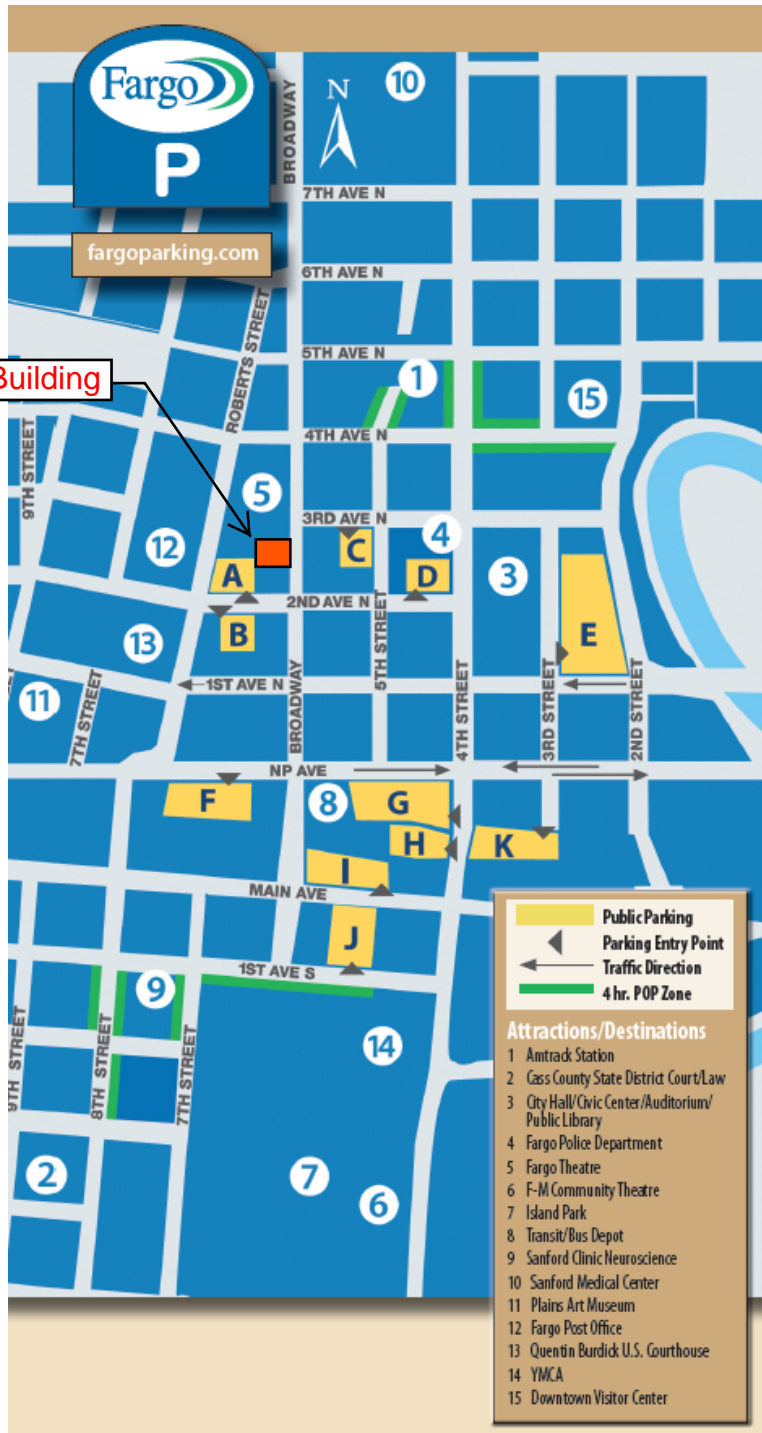 Fargo
P
fargoparking.com
N
BROADWAY
10
7TH AVE N
6TH AVE N
5TH AVE N
ROBERTS STREET
1
15
Building
4TH AVE N
9TH STREET
5
3RD AVE N
12
C
4
A
D
3
2ND AVE N
B
E
13
5TH STREET
1ST AVE N
11
7TH STREET
BROADWAY
4TH STREET
3RD STREET
2ND STREET
NP AVE
F
8
G
H
K
I
MAIN AVE
J
1ST AVE S
9
14
9TH STREET
8TH STREET
7TH STREET
2
7
6
Public Parking
Parking Entry Point
Traffic Direction
4 hr. POP Zone
Attractions/Destinations
1 Amtrack Station
2 Cass County State District Court/Law
3 City Hall/Civic Center/Auditorium/
Public Library
4 Fargo Police Department
5 Fargo Theatre
6 F-M Community Theatre
7 Island Park
8 Transit/Bus Depot
9 Sanford Clinic Neuroscience
10 Sanford Medical Center
11 Plains Art Museum
12 Fargo Post Office
13 Quentin Burdick U.S. Courthouse
14 YMCA
15 Downtown Visitor Center